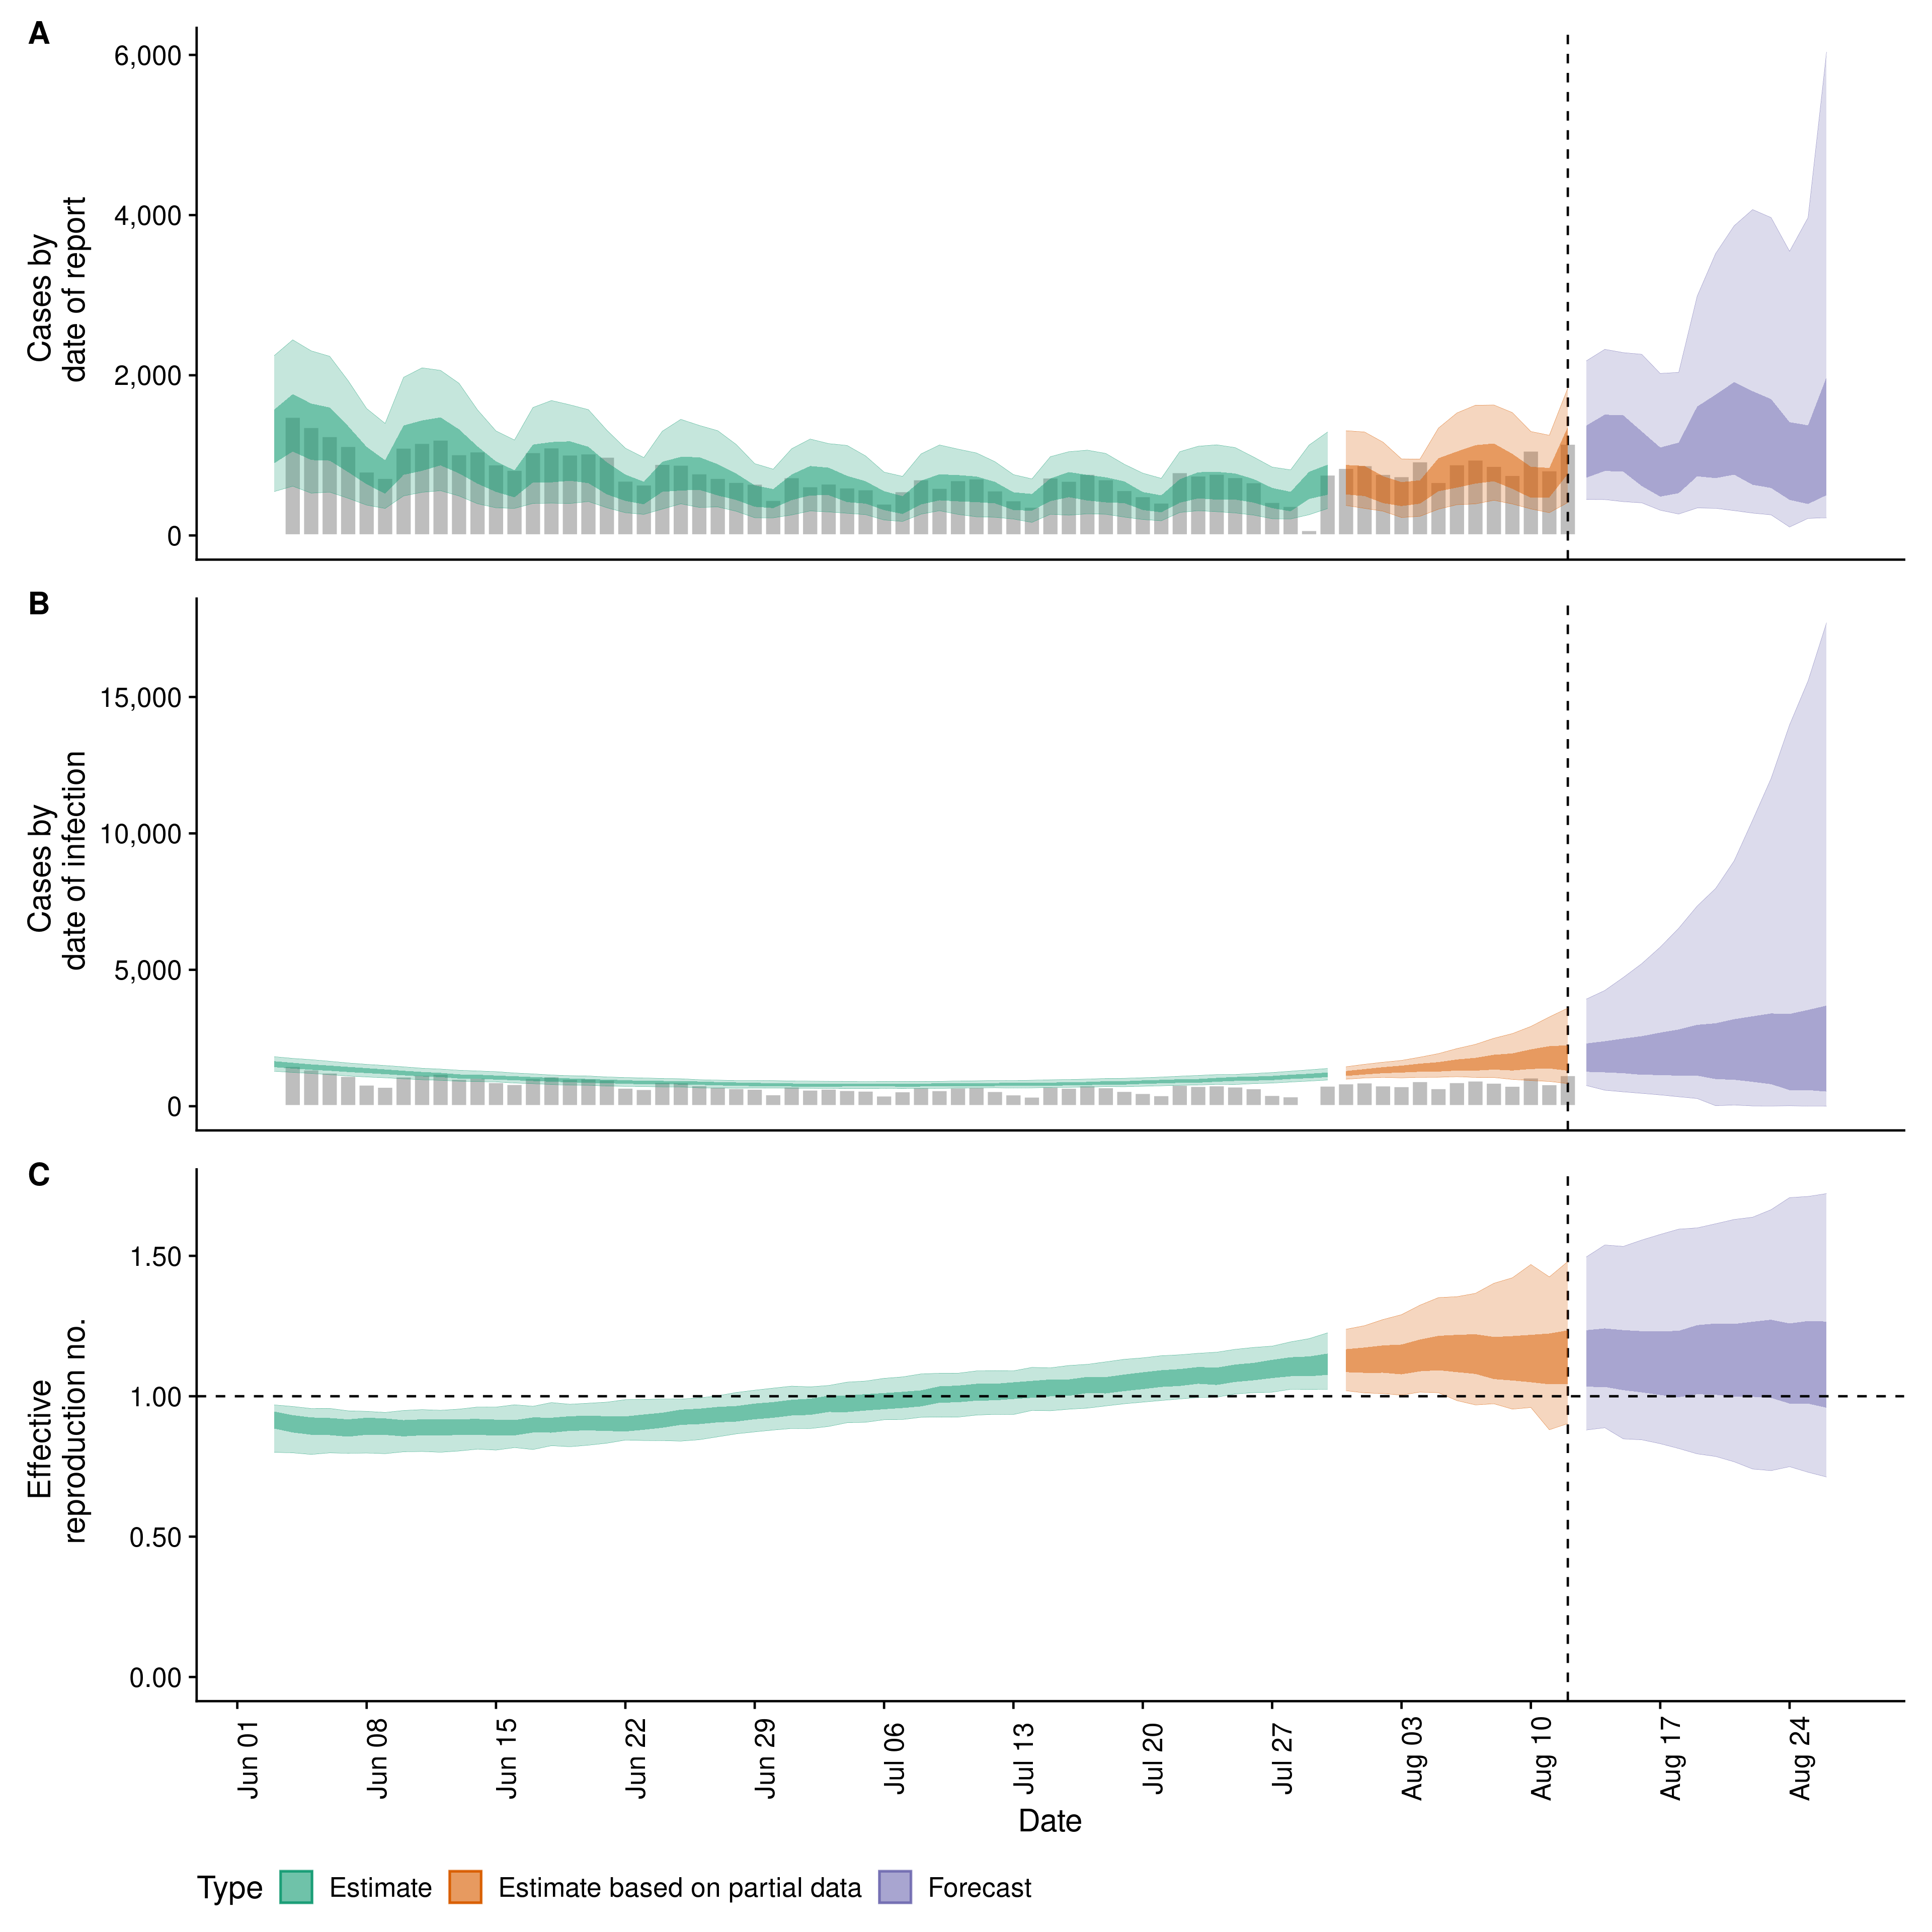 A
6,000
4,000
2,000
0
Cases by
date of report
B
15,000
10,000
5,000
0
Cases by
date of infection
C
1.50
1.00
0.50
0.00
Effective
reproduction no.
Jun 01
Jun 08
Jun 15
Jun 22
Jun 29
Jul 06
Jul 13
Jul 20
Jul 27
Aug 03
Aug 10
Aug 17
Aug 24
Date
Type Estimate Estimate based on partial data Forecast